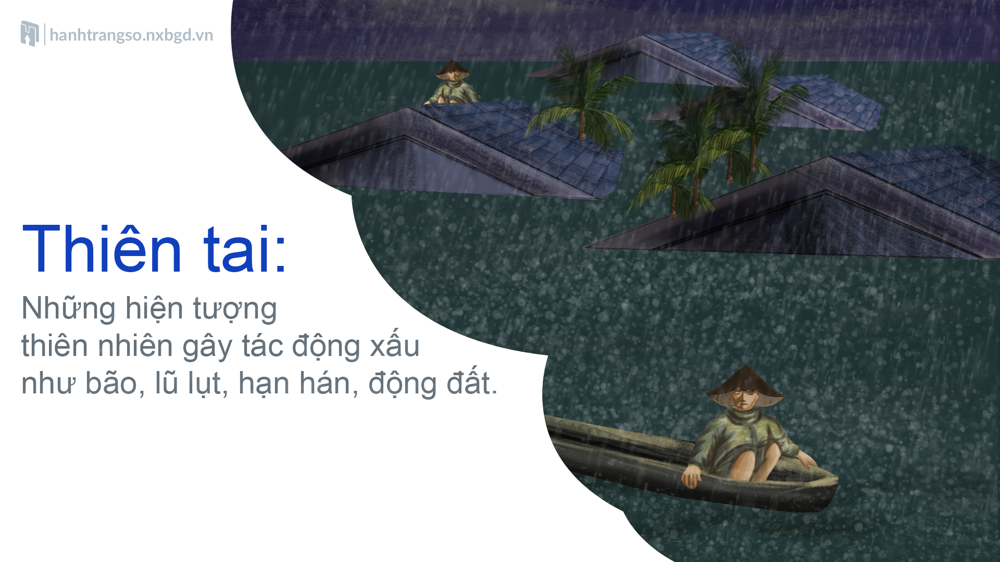 hanhtrangso.nxbgd.vn
Thiên tai:
Những hiện tượng
thiên nhiên gây tác động xấu
như bão, lũ lụt, hạn hán, động đất.